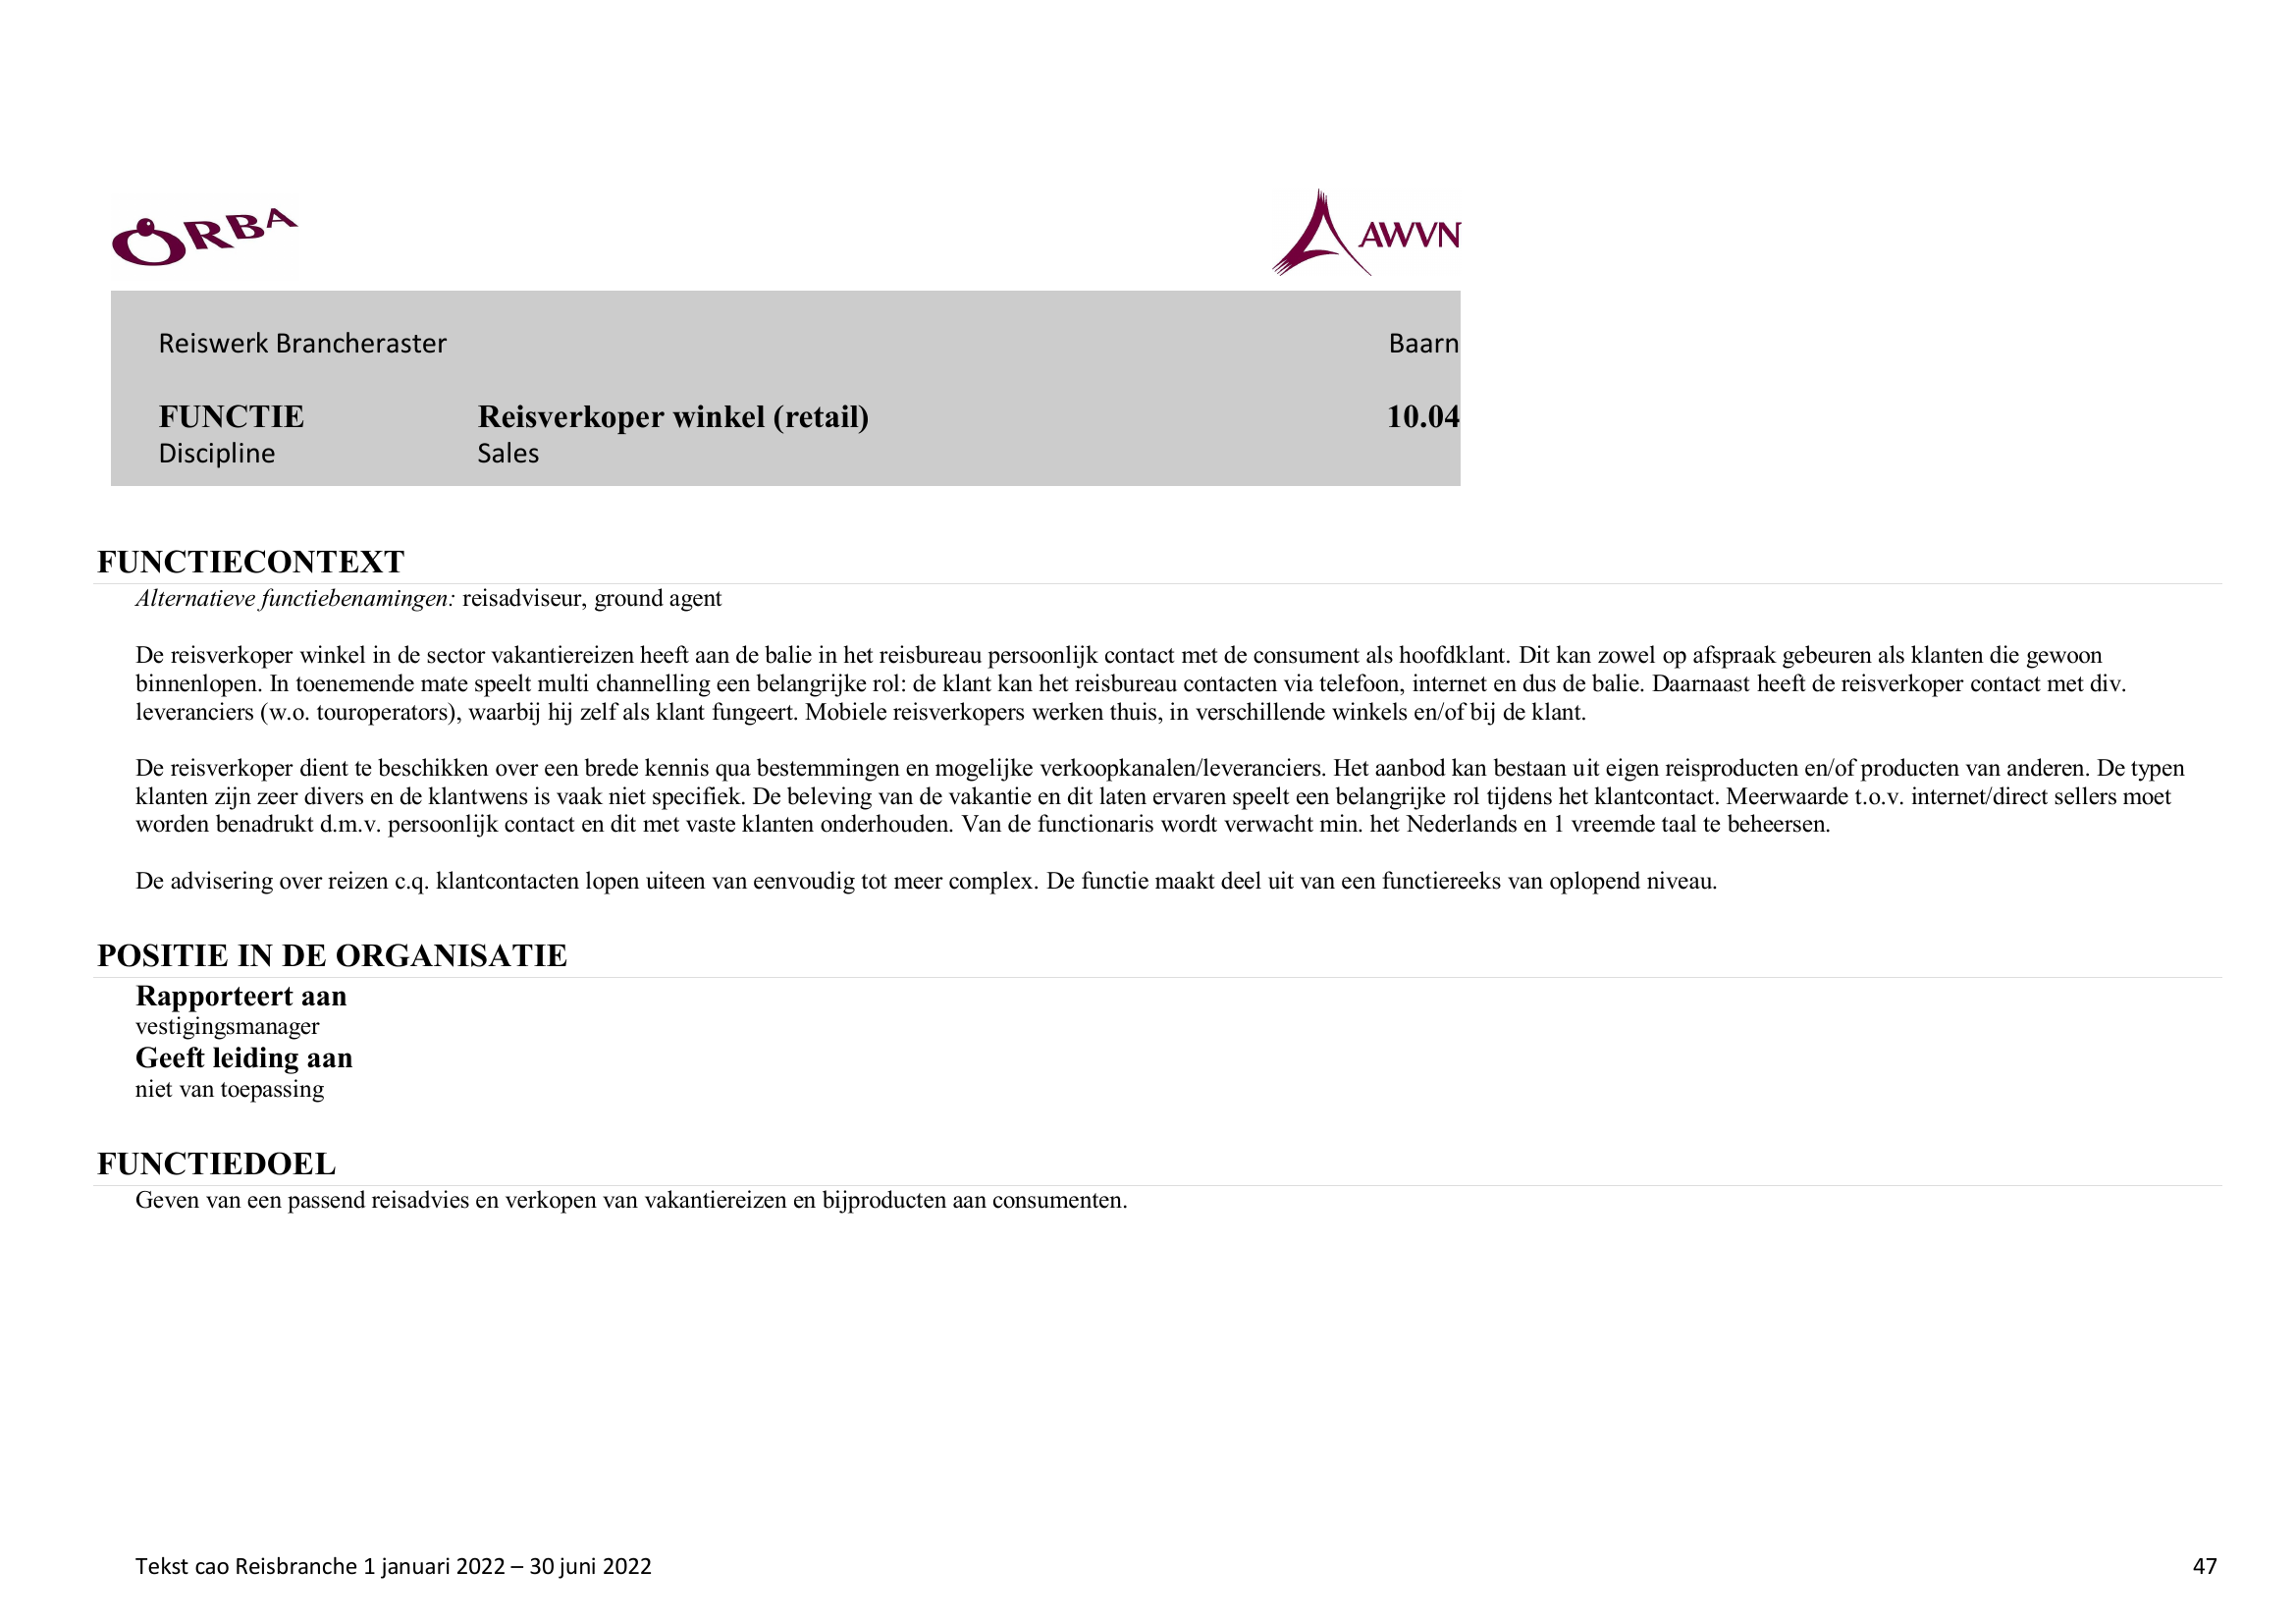 ORBA
AWVN
Reiswerk Brancheraster Baarn
FUNCTIE Reisverkoper winkel (retail) 10.04
Discipline Sales
FUNCTIECONTEXT
Alternatieve functiebenamingen: reisadviseur, ground agent
De reisverkoper winkel in de sector vakantiereizen heeft aan de balie in het reisbureau persoonlijk contact met de consument als hoofdklant. Dit kan zowel op afspraak gebeuren als klanten die gewoon
binnenlopen. In toenemende mate speelt multi channelling een belangrijke rol: de klant kan het reisbureau contacten via telefoon, internet en dus de balie. Daarnaast heeft de reisverkoper contact met div.
leveranciers (w.o. touroperators), waarbij hij zelf als klant fungeert. Mobiele reisverkopers werken thuis, in verschillende winkels en/of bij de klant.
De reisverkoper dient te beschikken over een brede kennis qua bestemmingen en mogelijke verkoopkanalen/leveranciers. Het aanbod kan bestaan uit eigen reisproducten en/of producten van anderen. De typen
klanten zijn zeer divers en de klantwens is vaak niet specifiek. De beleving van de vakantie en dit laten ervaren speelt een belangrijke rol tijdens het klantcontact. Meerwaarde t.o.v. internet/direct sellers moet
worden benadrukt d.m.v. persoonlijk contact en dit met vaste klanten onderhouden. Van de functionaris wordt verwacht min. het Nederlands en 1 vreemde taal te beheersen.
De advisering over reizen c.q. klantcontacten lopen uiteen van eenvoudig tot meer complex. De functie maakt deel uit van een functiereeks van oplopend niveau.
POSITIE IN DE ORGANISATIE
Rapporteert aan
vestigingsmanager
Geeft leiding aan
niet van toepassing
FUNCTIEDOEL
Geven van een passend reisadvies en verkopen van vakantiereizen en bijproducten aan consumenten.
Tekst cao Reisbranche 1 januari 2022 – 30 juni 2022 47